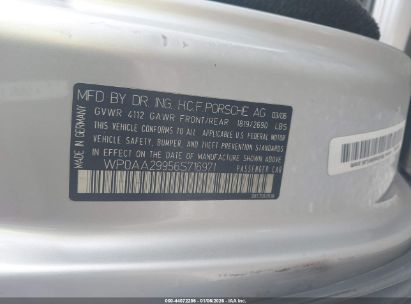 MFD BY DR. ING. H.C.F. PORSCHE AG 03/06
GVWR 4112 GAWR FRONT/REAR 1819/2690 LBS
THIS VEHICLE CONFORMS TO ALL APPLICABLE U.S. FEDERAL
VEHICLE SAFETY, BUMPER, AND THEFT PREVENTION STANDARDS
IN EFFECT ON THE DATE OF MANUFACTURE SHOWN ABOVE.
WP0AA29956S716971
PASSENGER CAR
MADE IN GERMANY